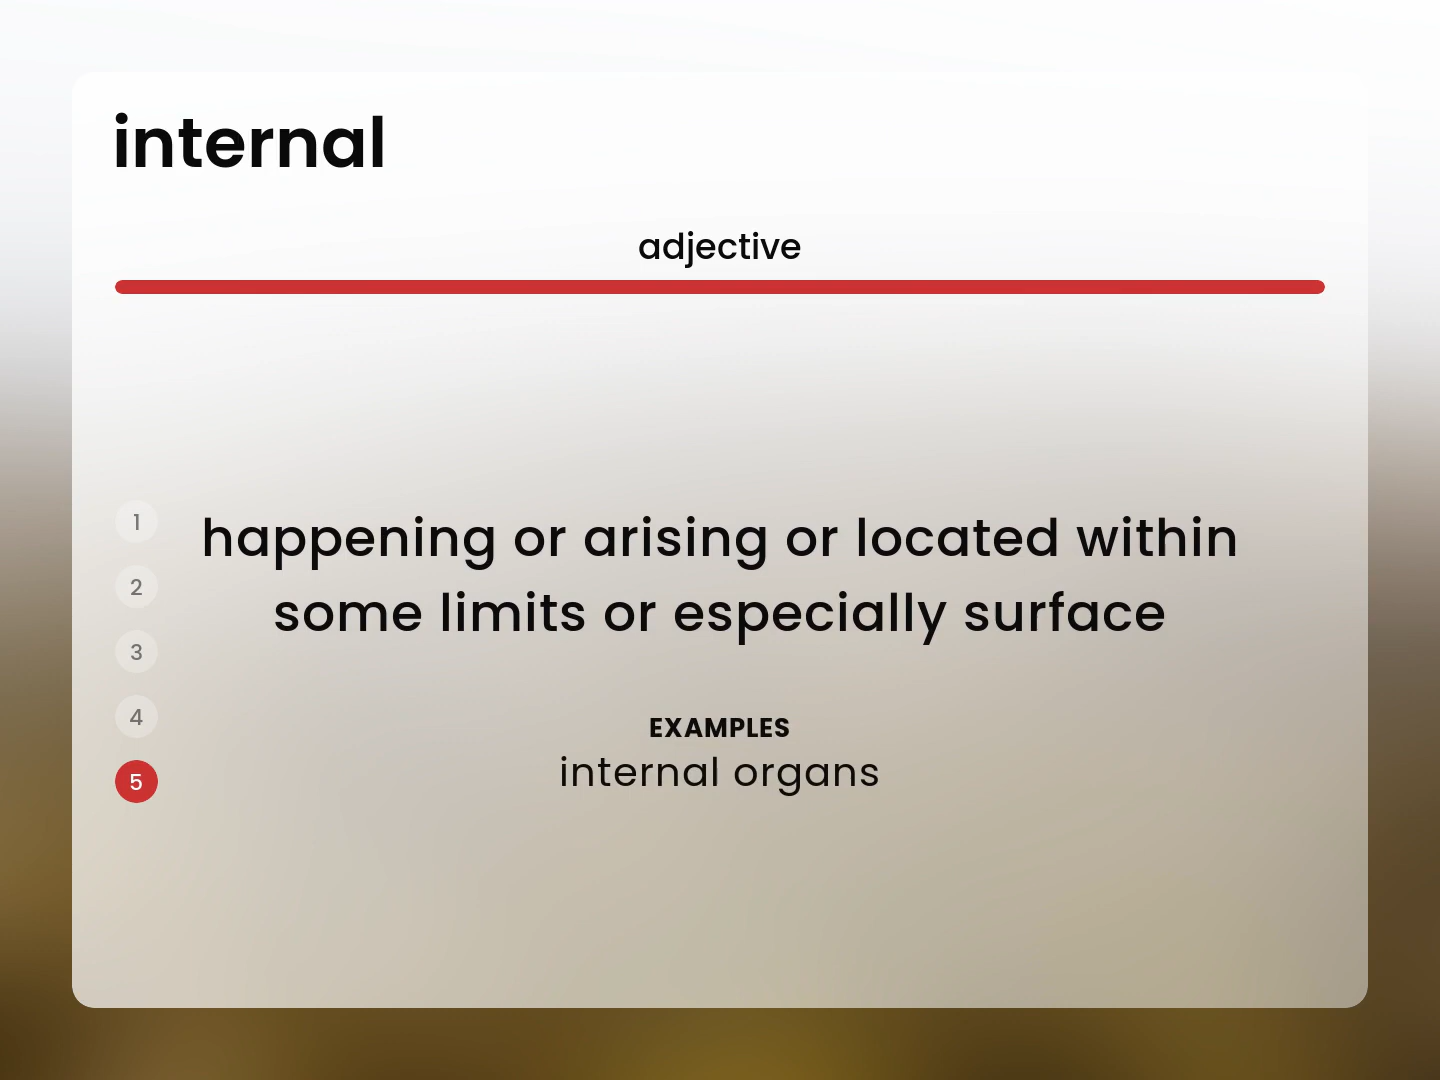 internal
adjective
1
2
3
4
5
happening or arising or located within
some limits or especially surface
EXAMPLES
internal organs